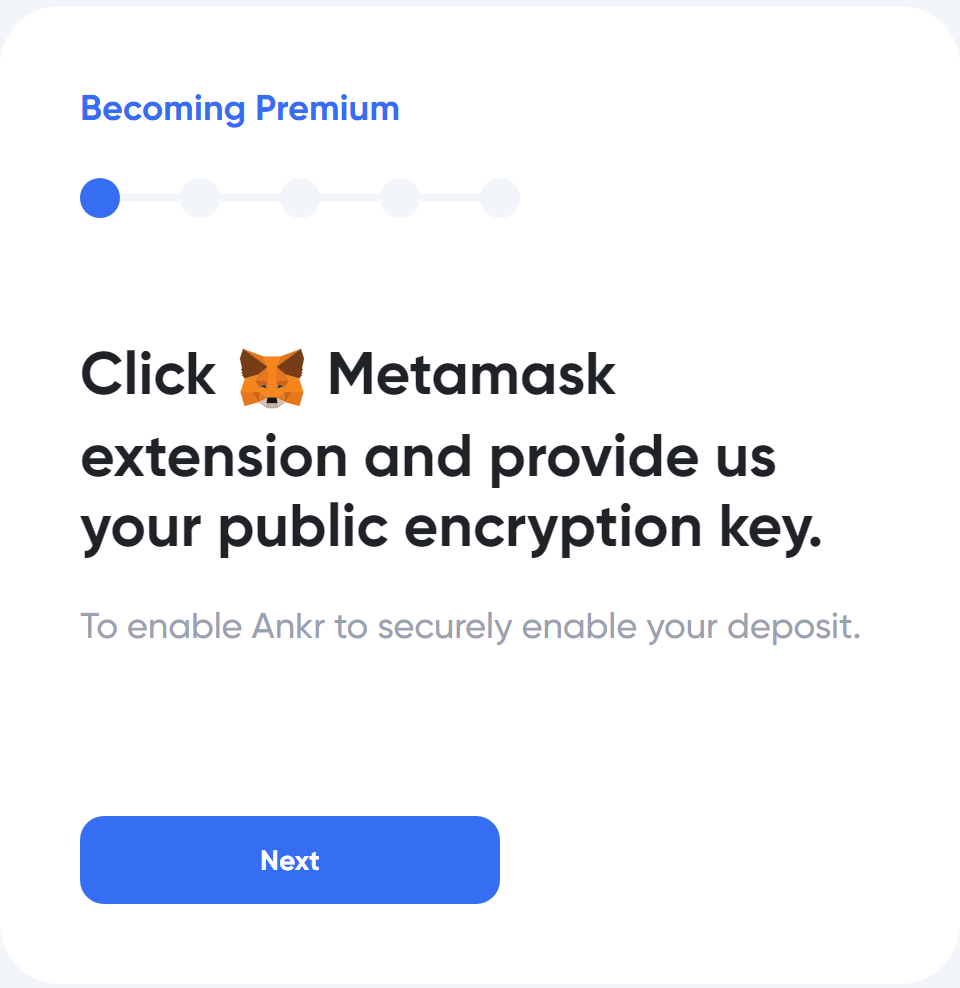 Becoming Premium
Click Metamask
extension and provide us
your public encryption key.
To enable Ankr to securely enable your deposit.
Next